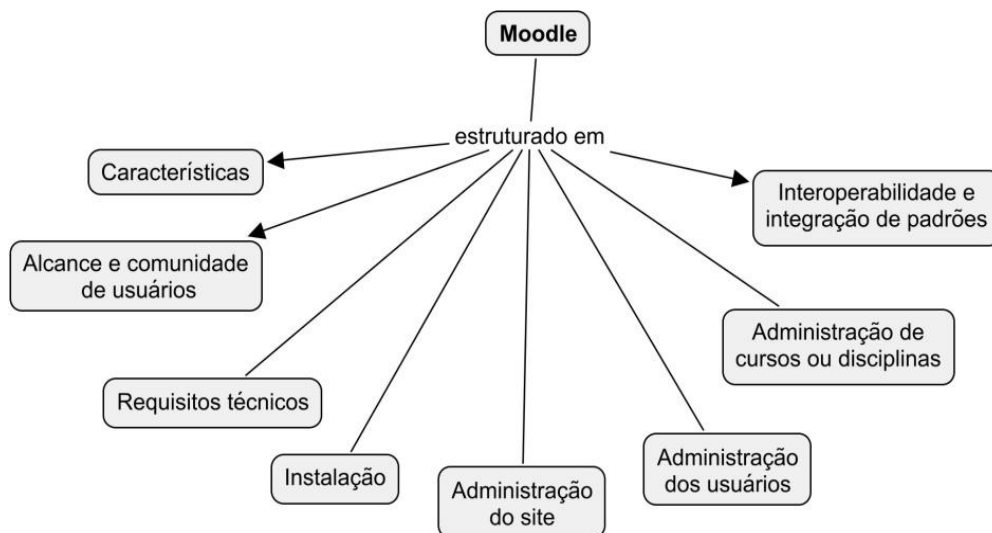 Moodle
estruturado em
Características
Interoperabilidade e
integração de padrões
Alcance e comunidade
de usuários
Administração de
cursos ou disciplinas
Requisitos técnicos
Administração
dos usuários
Instalação
Administração
do site